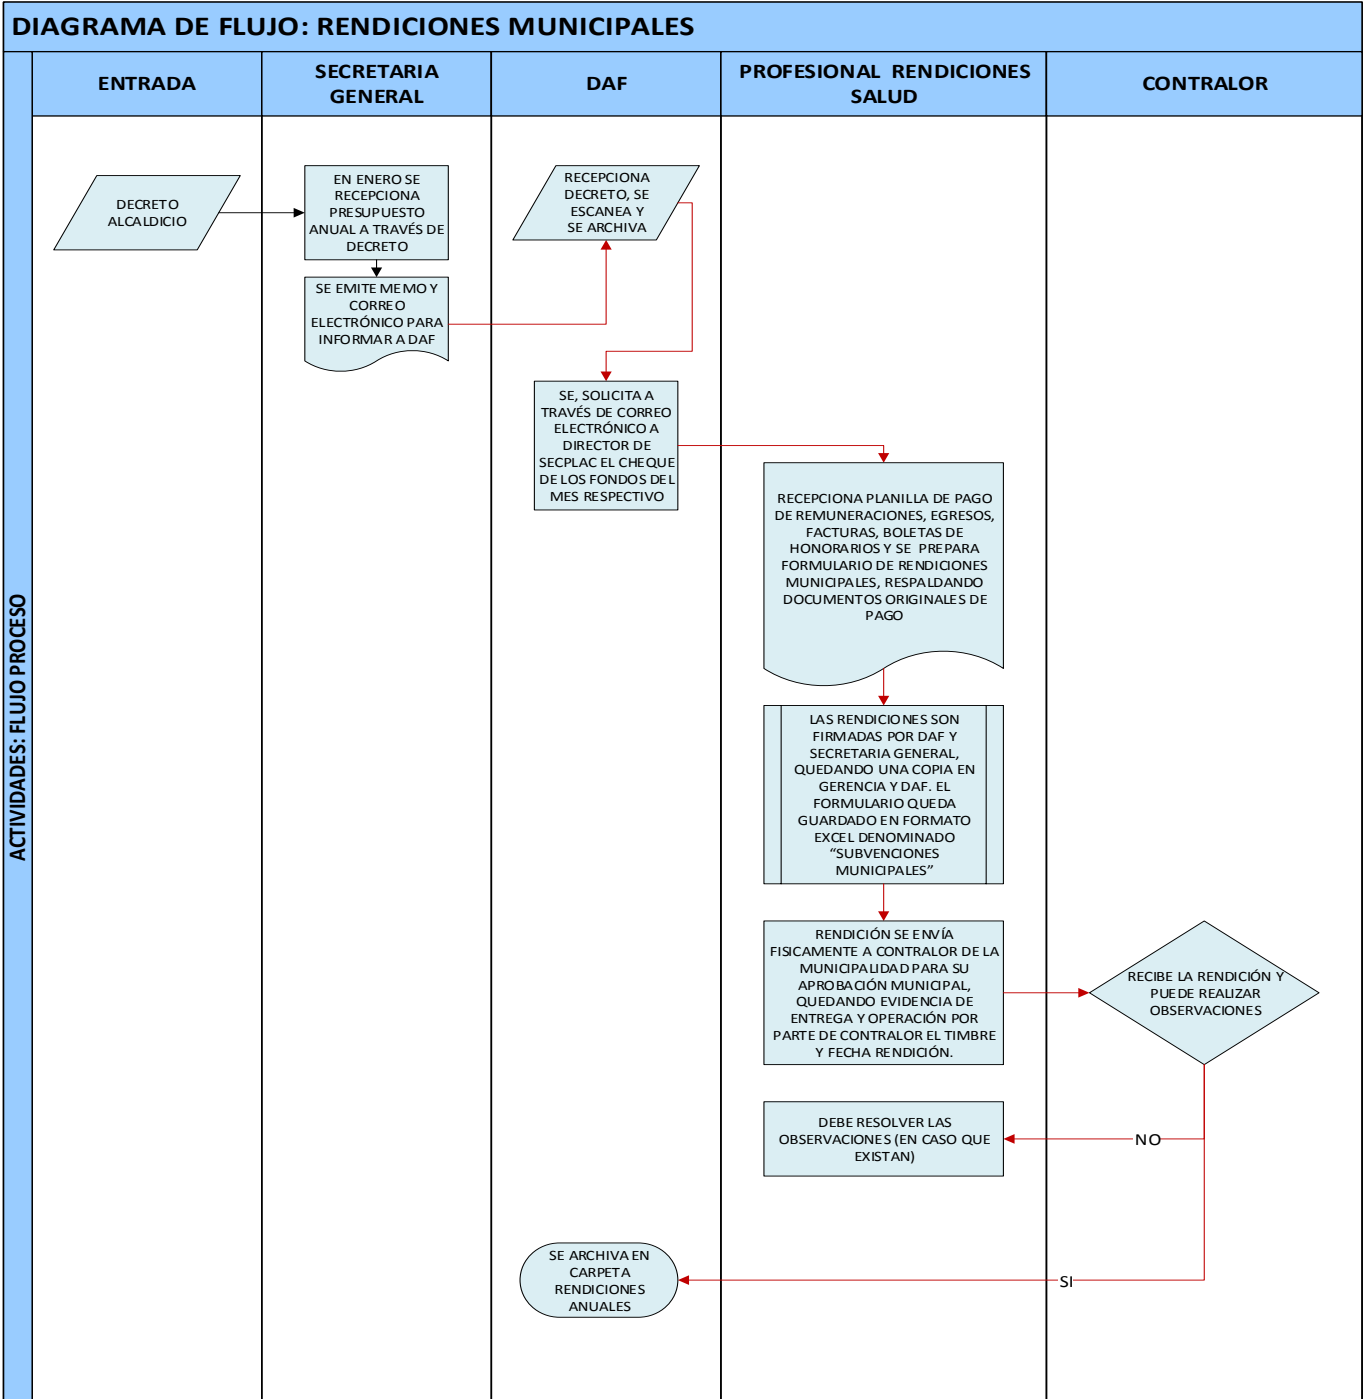 DIAGRAMA DE FLUJO: RENDICIONES MUNICIPALES
ENTRADA
SECRETARIA
GENERAL
DAF
PROFESIONAL RENDICIONES
SALUD
CONTRALOR
ACTIVIDADES: FLUJO PROCESO
DECRETO
ALCALDICIO
EN ENERO SE
RECEPCIONA
PRESUPUESTO
ANUAL A TRAVÉS DE
DECRETO
SE EMITE MEMO Y
CORREO
ELECTRÓNICO PARA
INFORMAR A DAF
RECEPCIONA
DECRETO, SE
ESCANEA Y
SE ARCHIVA
SE, SOLICITA A
TRAVÉS DE CORREO
ELECTRÓNICO A
DIRECTOR DE
SECPLAC EL CHEQUE
DE LOS FONDOS DEL
MES RESPECTIVO
RECEPCIONA PLANILLA DE PAGO
DE REMUNERACIONES, EGRESOS,
FACTURAS, BOLETAS DE
HONORARIOS Y SE PREPARA
FORMULARIO DE RENDICIONES
MUNICIPALES, RESPALDANDO
DOCUMENTOS ORIGINALES DE
PAGO
LAS RENDICIONES SON
FIRMADAS POR DAF Y
SECRETARIA GENERAL,
QUEDANDO UNA COPIA EN
GERENCIA Y DAF. EL
FORMULARIO QUEDA
GUARDADO EN FORMATO
EXCEL DENOMINADO
“SUBVENCIONES
MUNICIPALES”
RENDICIÓN SE ENVÍA
FISICAMENTE A CONTRALOR DE LA
MUNICIPALIDAD PARA SU
APROBACIÓN MUNICIPAL,
QUEDANDO EVIDENCIA DE
ENTREGA Y OPERACIÓN POR
PARTE DE CONTRALOR EL TIMBRE
Y FECHA RENDICIÓN.
RECIBE LA RENDICIÓN Y
PUEDE REALIZAR
OBSERVACIONES
DEBE RESOLVER LAS
OBSERVACIONES (EN CASO QUE
EXISTAN)
NO
SE ARCHIVA EN
CARPETA
RENDICIONES
ANUALES
SI